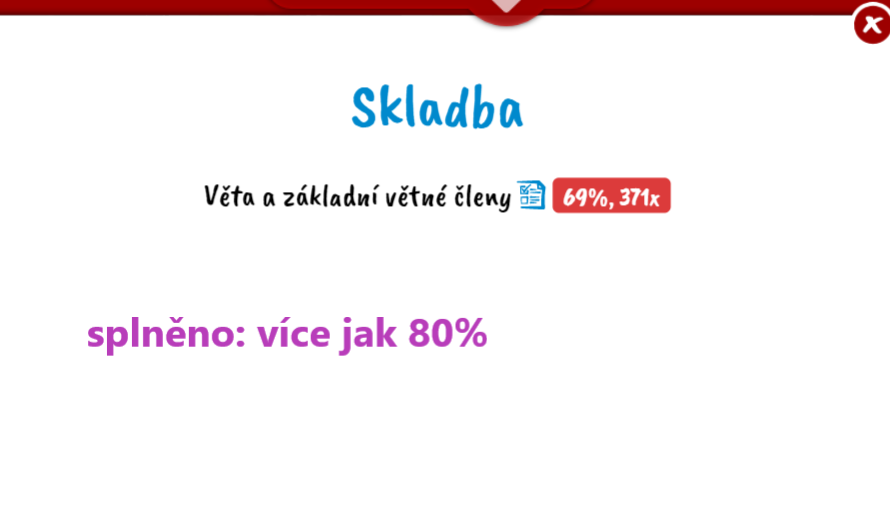 Skladba
Věta a základní větné členy 69%, 371x
splněno: více jak 80%